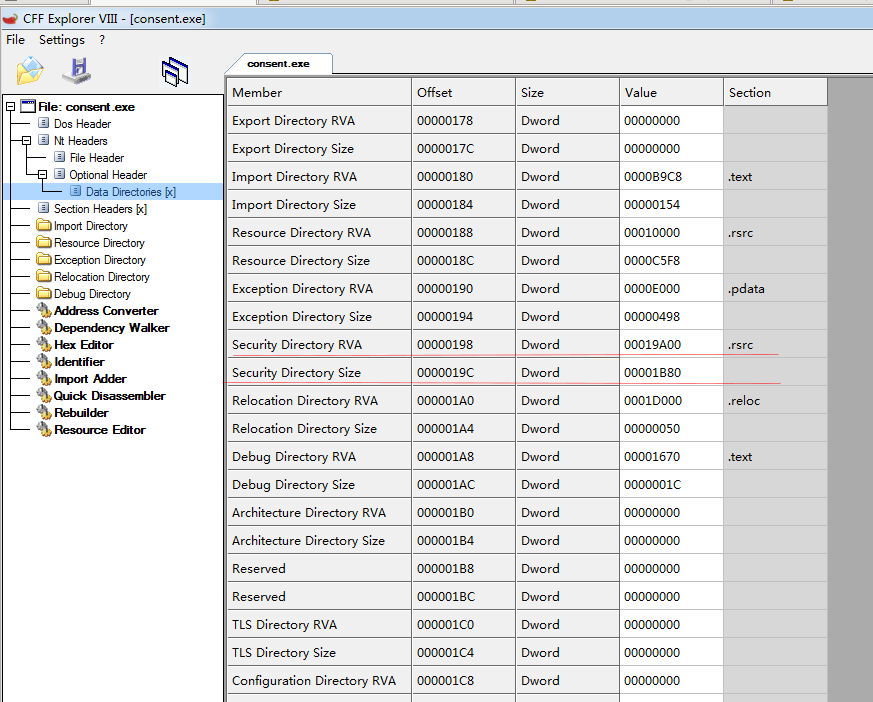 CFF Explorer VIII - [consent.exe]
File Settings ?
consent.exe
File: consent.exe
Dos Header
Nt Headers
File Header
Optional Header
Data Directories [x]
Section Headers [x]
Import Directory
Resource Directory
Exception Directory
Relocation Directory
Debug Directory
Address Converter
Dependency Walker
Hex Editor
Identifier
Import Adder
Quick Disassembler
Rebuilder
Resource Editor
Member Offset Size Value Section
Export Directory RVA 00000178 Dword 00000000
Export Directory Size 0000017C Dword 00000000
Import Directory RVA 00000180 Dword 0000B9C8 .text
Import Directory Size 00000184 Dword 00000154
Resource Directory RVA 00000188 Dword 00010000 .rsrc
Resource Directory Size 0000018C Dword 0000C5F8
Exception Directory RVA 00000190 Dword 0000E000 .pdata
Exception Directory Size 00000194 Dword 00000498
Security Directory RVA 00000198 Dword 00019A00 .rsrc
Security Directory Size 0000019C Dword 00001B80
Relocation Directory RVA 000001A0 Dword 0001D000 .reloc
Relocation Directory Size 000001A4 Dword 00000050
Debug Directory RVA 000001A8 Dword 00001670 .text
Debug Directory Size 000001AC Dword 0000001C
Architecture Directory RVA 000001B0 Dword 00000000
Architecture Directory Size 000001B4 Dword 00000000
Reserved 000001B8 Dword 00000000
Reserved 000001BC Dword 00000000
TLS Directory RVA 000001C0 Dword 00000000
TLS Directory Size 000001C4 Dword 00000000
Configuration Directory RVA 000001C8 Dword 00000000